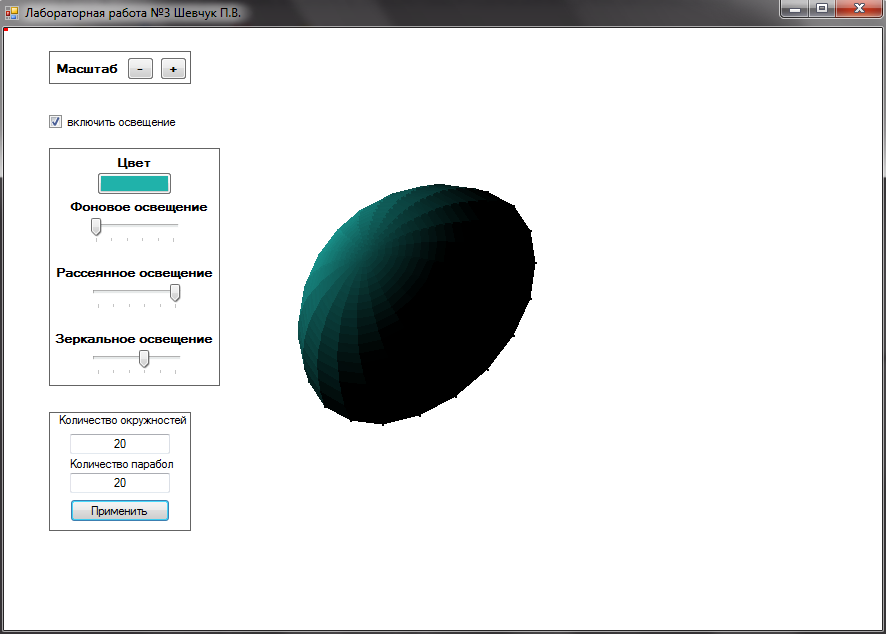 Лабораторная работа №3 Шевчук П.В.
Масштаб - +
включить освещение
Цвет
Фоновое освещение
Рассеянное освещение
Зеркальное освещение
Количество окружностей
20
Количество парабол
20
Применить